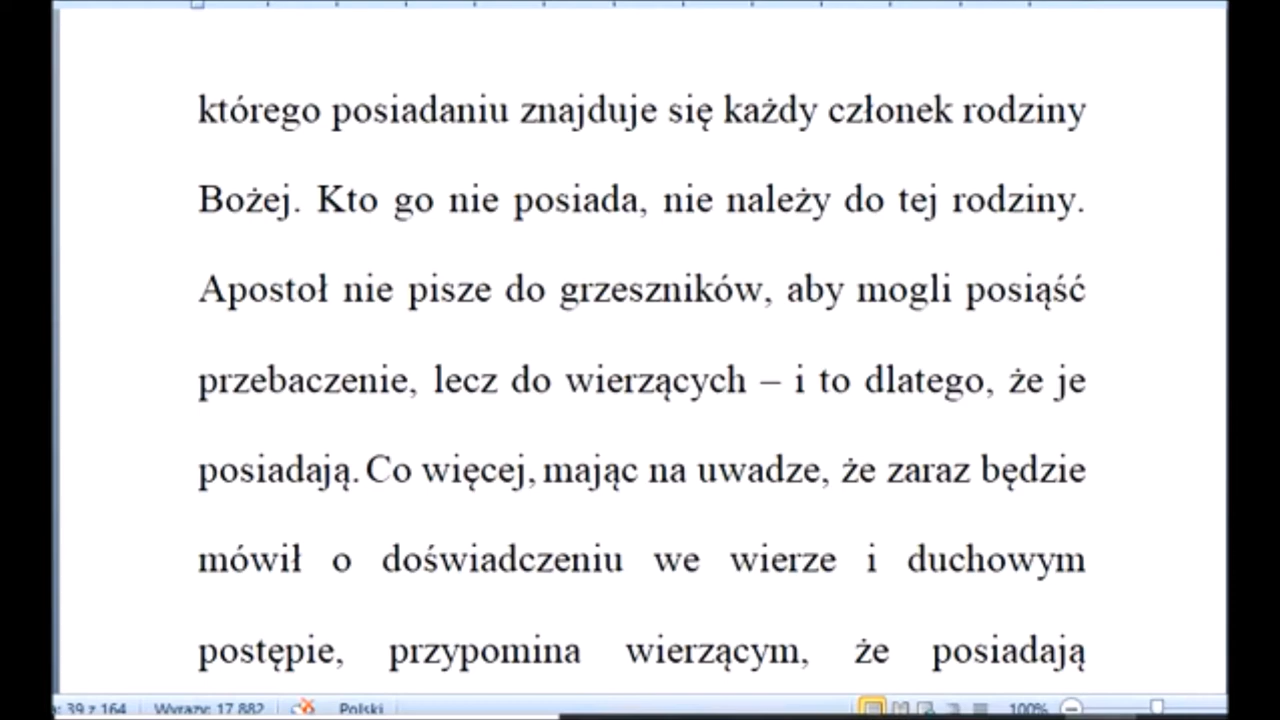 którego posiadaniu znajduje się każdy członek rodziny
Bożej. Kto go nie posiada, nie należy do tej rodziny.
Apostoł nie pisze do grzeszników, aby mogli posiąść
przebaczenie, lecz do wierzących – i to dlatego, że je
posiadają. Co więcej, mając na uwadze, że zaraz będzie
mówił o doświadczeniu we wierze i duchowym
postępie, przypomina wierzącym, że posiadają
39 z 164 Wyrazy: 17 882 Polski 100%